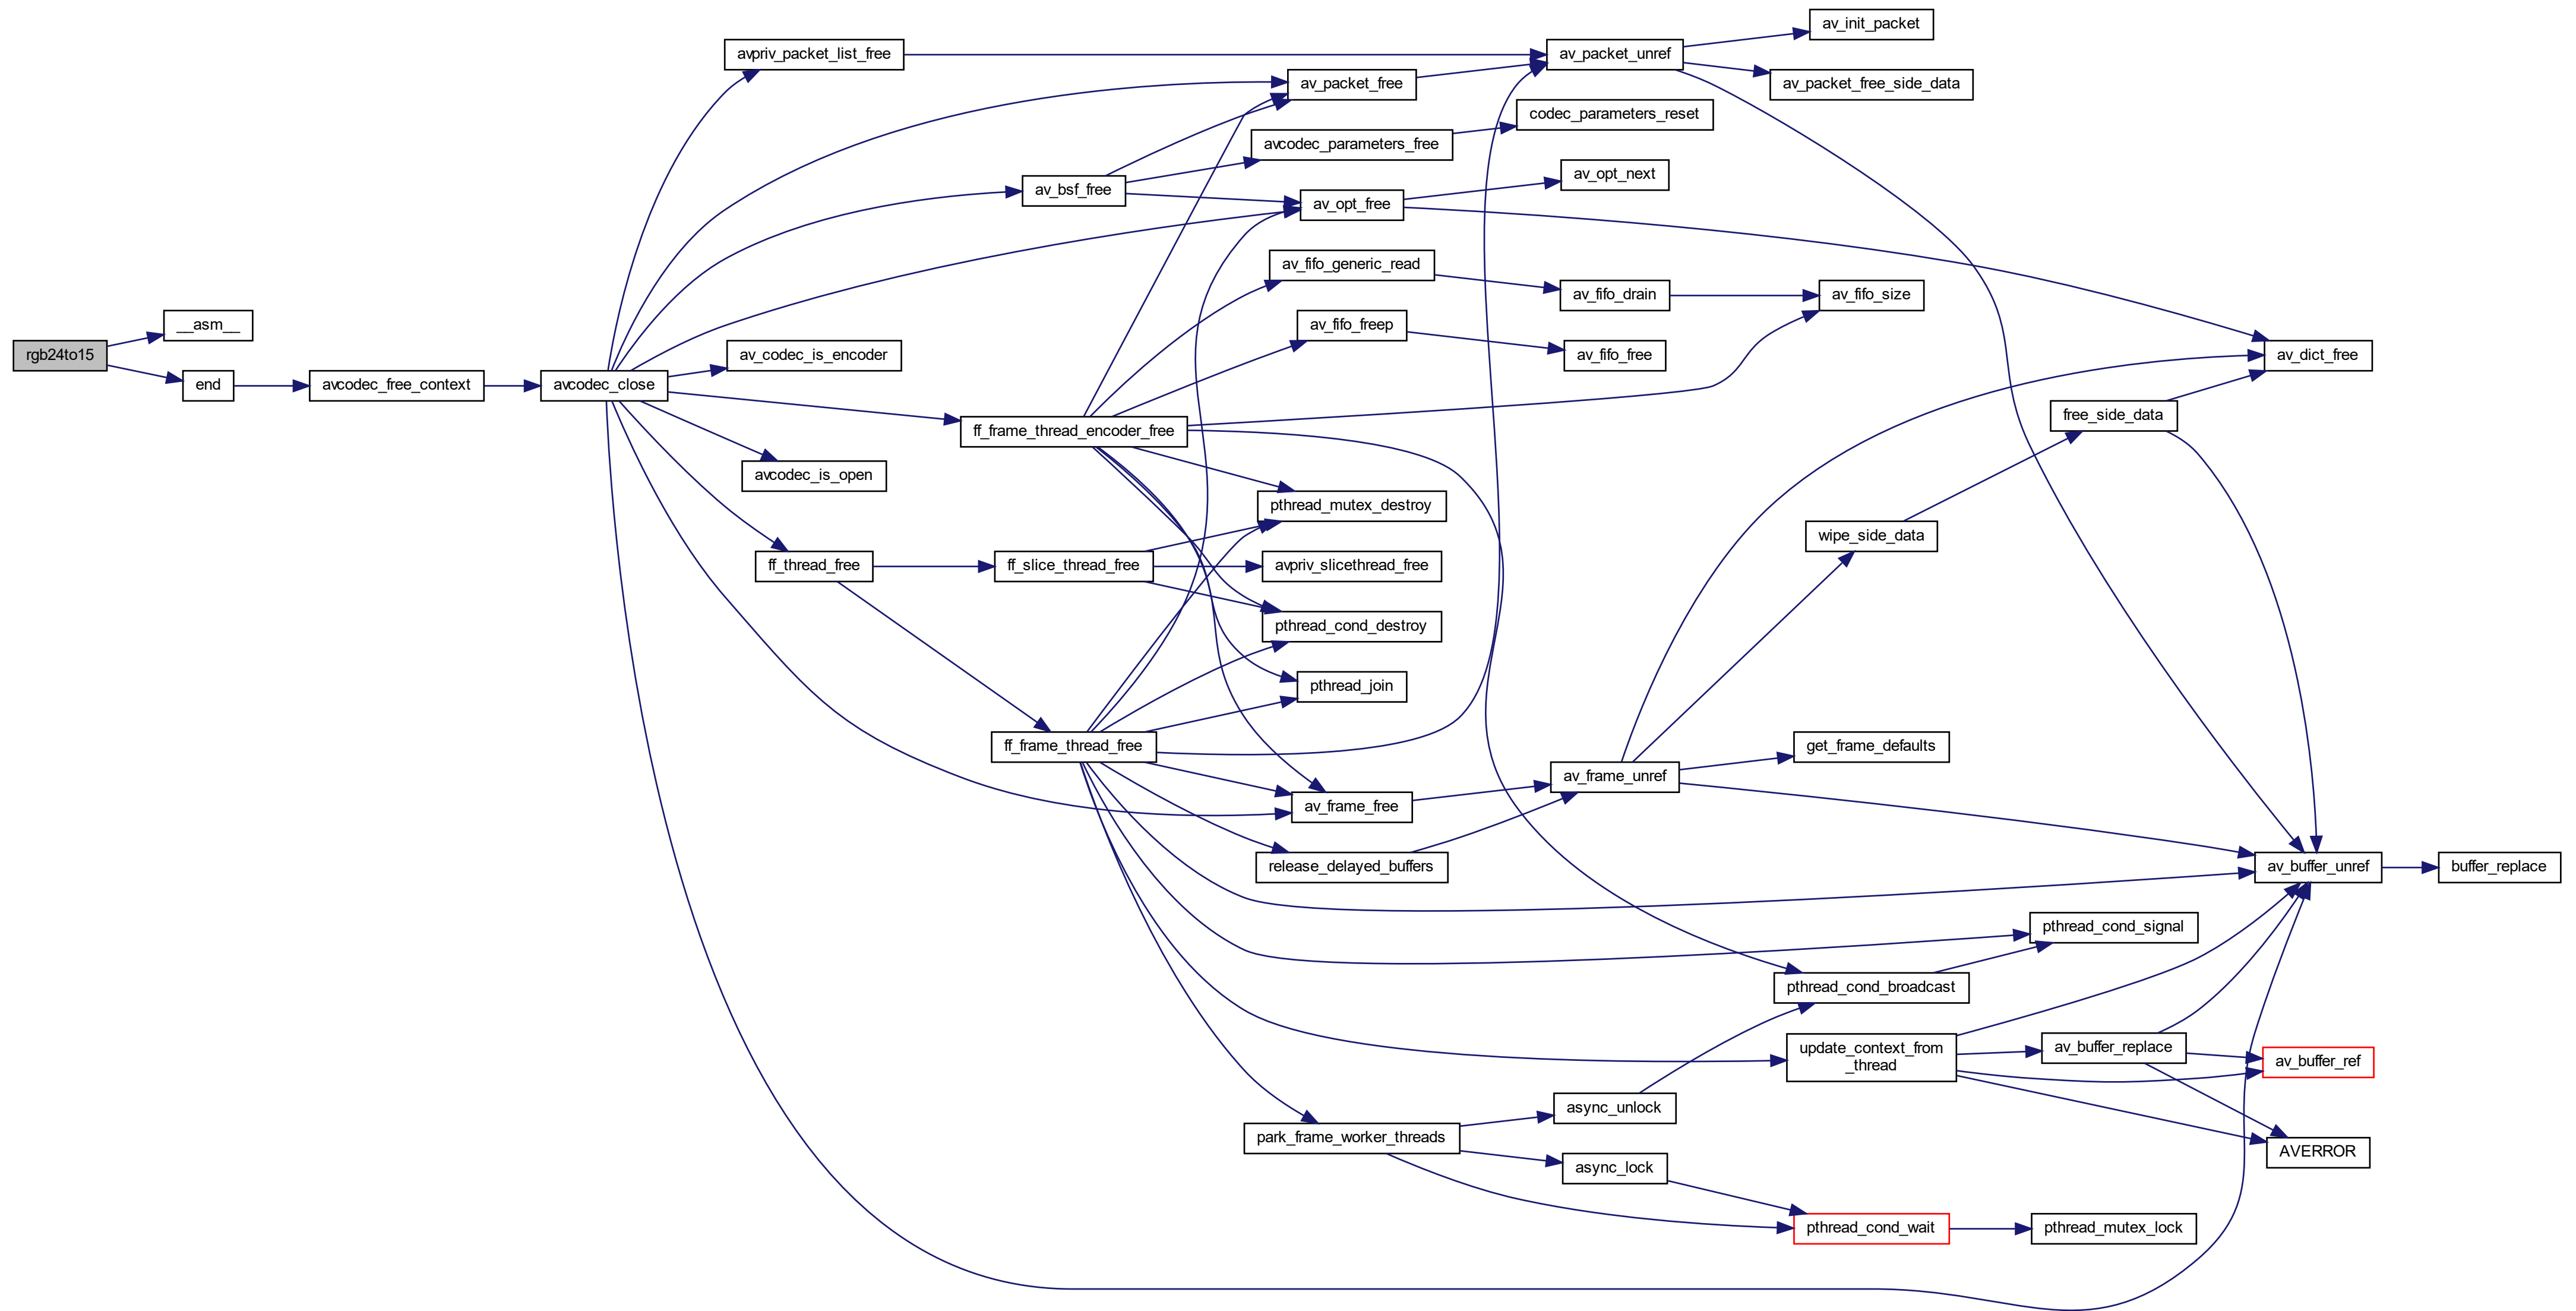 rgb24to15
__asm__
end
avcodec_free_context
avcodec_close
avpriv_packet_list_free
av_codec_is_encoder
avcodec_is_open
ff_thread_free
av_bsf_free
ff_frame_thread_encoder_free
ff_slice_thread_free
ff_frame_thread_free
av_packet_free
avcodec_parameters_free
av_opt_free
av_fifo_generic_read
av_fifo_freep
pthread_mutex_destroy
avpriv_slicethread_free
pthread_cond_destroy
pthread_join
av_frame_free
release_delayed_buffers
park_frame_worker_threads
av_packet_unref
codec_parameters_reset
av_opt_next
av_fifo_drain
av_fifo_free
av_frame_unref
async_unlock
async_lock
av_init_packet
av_packet_free_side_data
av_fifo_size
wipe_side_data
get_frame_defaults
pthread_cond_broadcast
update_context_from
_thread
pthread_cond_wait
free_side_data
pthread_cond_signal
av_buffer_replace
pthread_mutex_lock
av_dict_free
av_buffer_unref
av_buffer_ref
AVERROR
buffer_replace